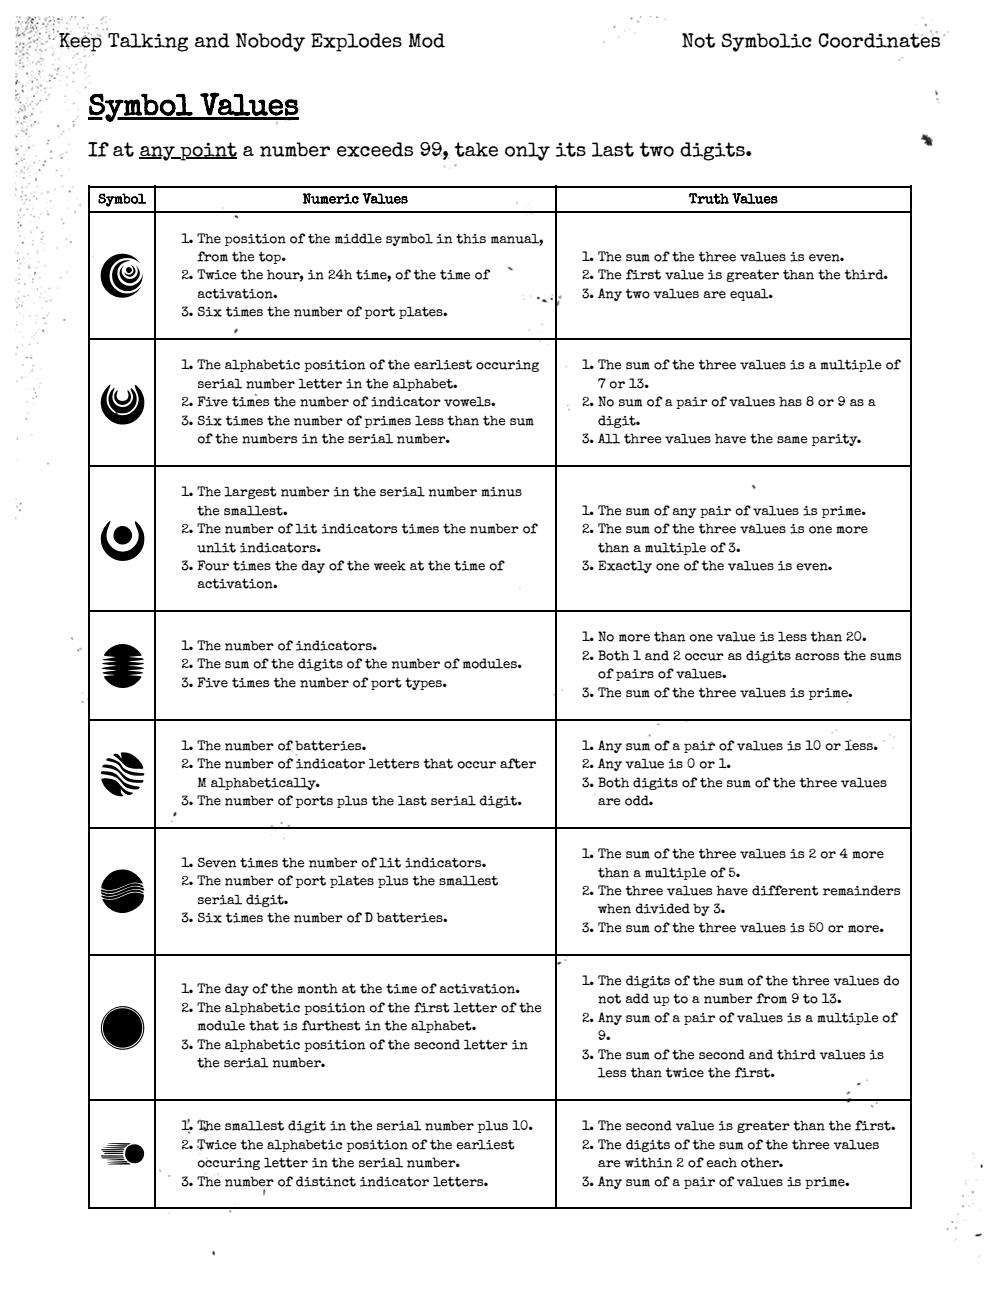 Keep Talking and Nobody Explodes Mod
Not Symbolic Coordinates
Symbol Values
If at any point a number exceeds 99, take only its last two digits.
Symbol
Numeric Values
Truth Values
1. The position of the middle symbol in this manual,
from the top.
2. Twice the hour, in 24h time, of the time of
activation.
3. Six times the number of port plates.
1. The sum of the three values is even.
2. The first value is greater than the third.
3. Any two values are equal.
1. The alphabetic position of the earliest occuring
serial number letter in the alphabet.
2. Five times the number of indicator vowels.
3. Six times the number of primes less than the sum
of the numbers in the serial number.
1. The sum of the three values is a multiple of
7 or 13.
2. No sum of a pair of values has 8 or 9 as a
digit.
3. All three values have the same parity.
1. The largest number in the serial number minus
the smallest.
2. The number of lit indicators times the number of
unlit indicators.
3. Four times the day of the week at the time of
activation.
1. The sum of any pair of values is prime.
2. The sum of the three values is one more
than a multiple of 3.
3. Exactly one of the values is even.
1. The number of indicators.
2. The sum of the digits of the number of modules.
3. Five times the number of port types.
1. No more than one value is less than 20.
2. Both 1 and 2 occur as digits across the sums
of pairs of values.
3. The sum of the three values is prime.
1. The number of batteries.
2. The number of indicator letters that occur after
M alphabetically.
3. The number of ports plus the last serial digit.
1. Any sum of a pair of values is 10 or less.
2. Any value is 0 or 1.
3. Both digits of the sum of the three values
are odd.
1. Seven times the number of lit indicators.
2. The number of port plates plus the smallest
serial digit.
3. Six times the number of D batteries.
1. The sum of the three values is 2 or 4 more
than a multiple of 5.
2. The three values have different remainders
when divided by 3.
3. The sum of the three values is 50 or more.
1. The day of the month at the time of activation.
2. The alphabetic position of the first letter of the
module that is furthest in the alphabet.
3. The alphabetic position of the second letter in
the serial number.
1. The digits of the sum of the three values do
not add up to a number from 9 to 13.
2. Any sum of a pair of values is a multiple of
9.
3. The sum of the second and third values is
less than twice the first.
1. The smallest digit in the serial number plus 10.
2. Twice the alphabetic position of the earliest
occuring letter in the serial number.
3. The number of distinct indicator letters.
1. The second value is greater than the first.
2. The digits of the sum of the three values
are within 2 of each other.
3. Any sum of a pair of values is prime.